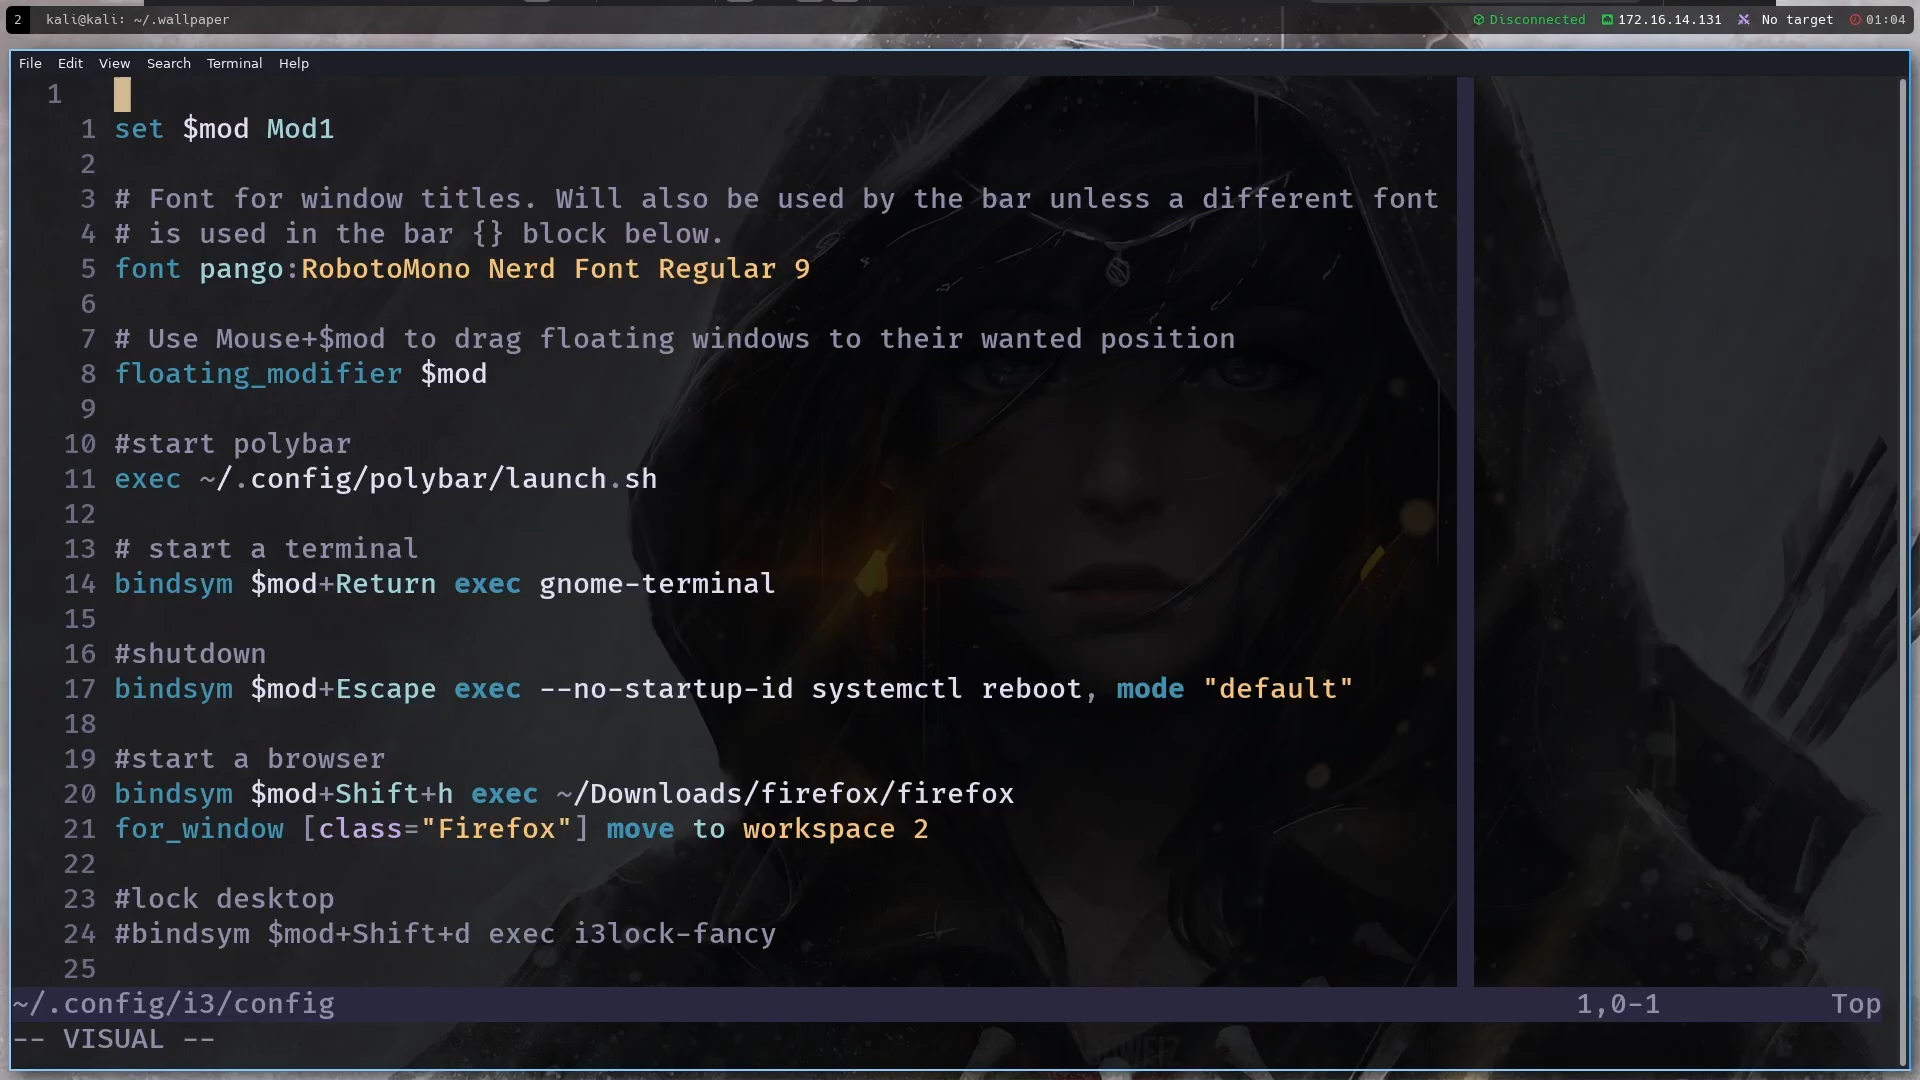 2 kali@kali: ~/.wallpaper Disconnected 172.16.14.131 No target 01:04
File Edit View Search Terminal Help
1
1 set $mod Mod1
2
3 # Font for window titles. Will also be used by the bar unless a different font
4 # is used in the bar {} block below.
5 font pango:RobotoMono Nerd Font Regular 9
6
7 # Use Mouse+$mod to drag floating windows to their wanted position
8 floating_modifier $mod
9
10 #start polybar
11 exec ~/.config/polybar/launch.sh
12
13 # start a terminal
14 bindsym $mod+Return exec gnome-terminal
15
16 #shutdown
17 bindsym $mod+Escape exec --no-startup-id systemctl reboot, mode "default"
18
19 #start a browser
20 bindsym $mod+Shift+h exec ~/Downloads/firefox/firefox
21 for_window [class="Firefox"] move to workspace 2
22
23 #lock desktop
24 #bindsym $mod+Shift+d exec i3lock-fancy
25
~/.config/i3/config 1,0-1 Top
-- VISUAL --